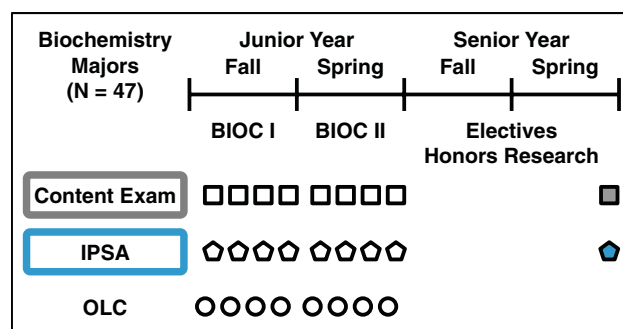 Biochemistry
Majors
(N = 47)
Junior Year
Senior Year
Fall
Spring
Fall
Spring
BIOC I
BIOC II
Electives
Honors Research
Content Exam
IPSA
OLC